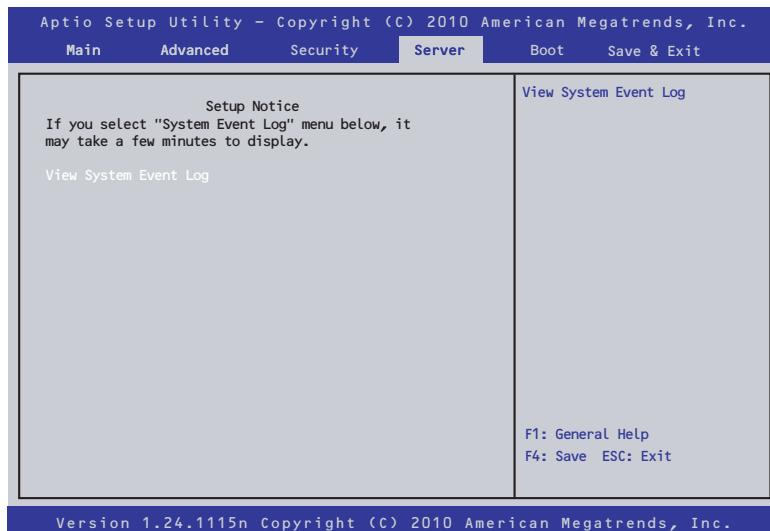 Aptio Setup Utility – Copyright (C) 2010 American Megatrends, Inc.
Main Advanced Security Server Boot Save & Exit
Setup Notice
If you select "System Event Log" menu below, it
may take a few minutes to display.
View System Event Log
View System Event Log
F1: General Help
F4: Save ESC: Exit
Version 1.24.1115n Copyright (C) 2010 American Megatrends, Inc.